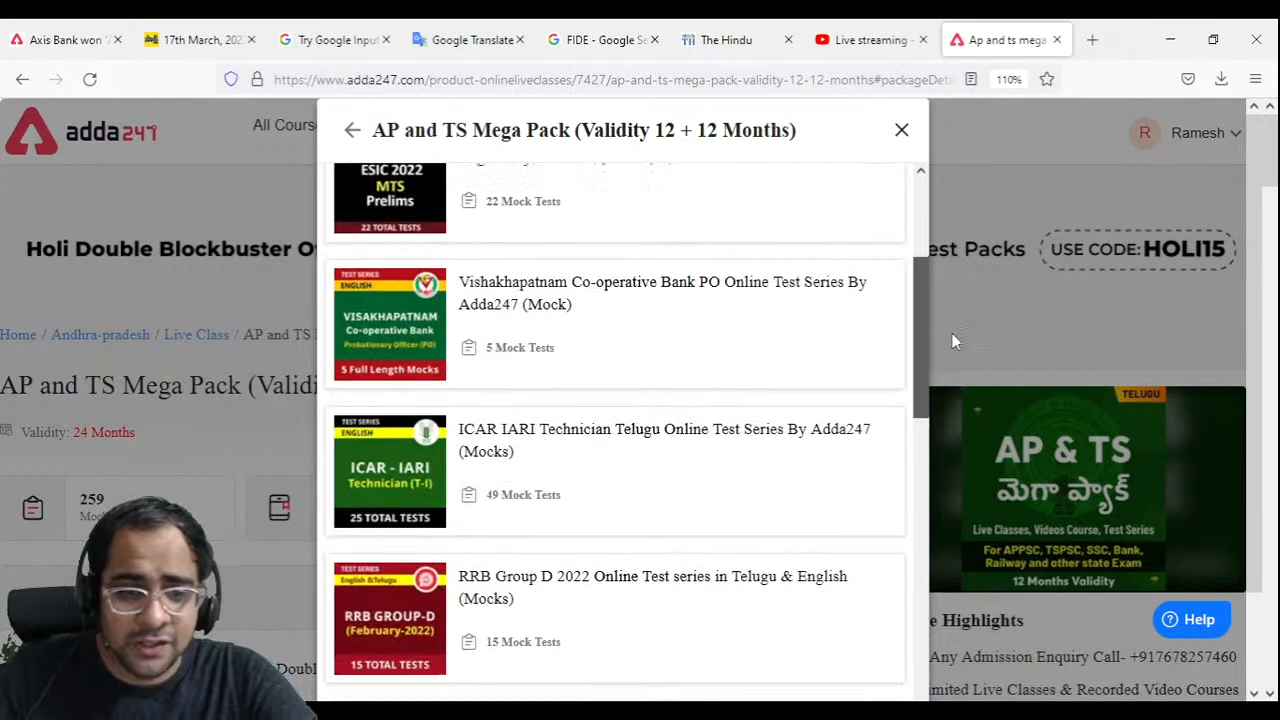 Axis Bank won 'A
17th March, 202
Try Google Input
Google Translate
FIDE - Google Se
The Hindu
Live streaming -
Ap and ts mega
https://www.adda247.com/product-onlineliveclasses/7427/ap-and-ts-mega-pack-validity-12-12-months#packageDeta
110%
adda247
All Cours
R
Ramesh
AP and TS Mega Pack (Validity 12 + 12 Months)
Holi Double Blockbuster O
est Packs
USE CODE:HOLI15
ESIC 2022
MTS
Prelims
22 TOTAL TESTS
22 Mock Tests
TEST SERIES
ENGLISH
VISAKHAPATNAM
Co-operative Bank
Probationary Officer (PO)
5 Full Length Mocks
Vishakhapatnam Co-operative Bank PO Online Test Series By
Adda247 (Mock)
5 Mock Tests
Home / Andhra-pradesh / Live Class / AP and TS
AP and TS Mega Pack (Validi
Validity: 24 Months
259
Moc
TEST SERIES
ENGLISH
ICAR - IARI
Technician (T-I)
25 TOTAL TESTS
ICAR IARI Technician Telugu Online Test Series By Adda247
(Mocks)
49 Mock Tests
TEST SERIES
English &Telugu
RRB GROUP-D
(February-2022)
15 TOTAL TESTS
RRB Group D 2022 Online Test series in Telugu & English
(Mocks)
15 Mock Tests
TELUGU
AP & TS
మెగా ప్యాక్
Live Classes, Videos Course, Test Series
For APPSC, TSPSC, SSC, Bank,
Railway and other state Exam
12 Months Validity
e Highlights
Help
Any Admission Enquiry Call- +917678257460
imited Live Classes & Recorded Video Courses
Doubl